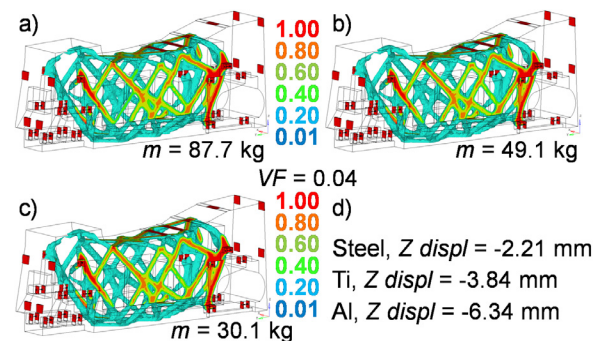 a)
1.00
0.80
0.60
0.40
0.20
0.01
b)
m = 87.7 kg
m = 49.1 kg
VF = 0.04
c)
1.00
0.80
0.60
0.40
0.20
0.01
d)
Steel, Z displ = -2.21 mm
Ti, Z displ = -3.84 mm
Al, Z displ = -6.34 mm
m = 30.1 kg